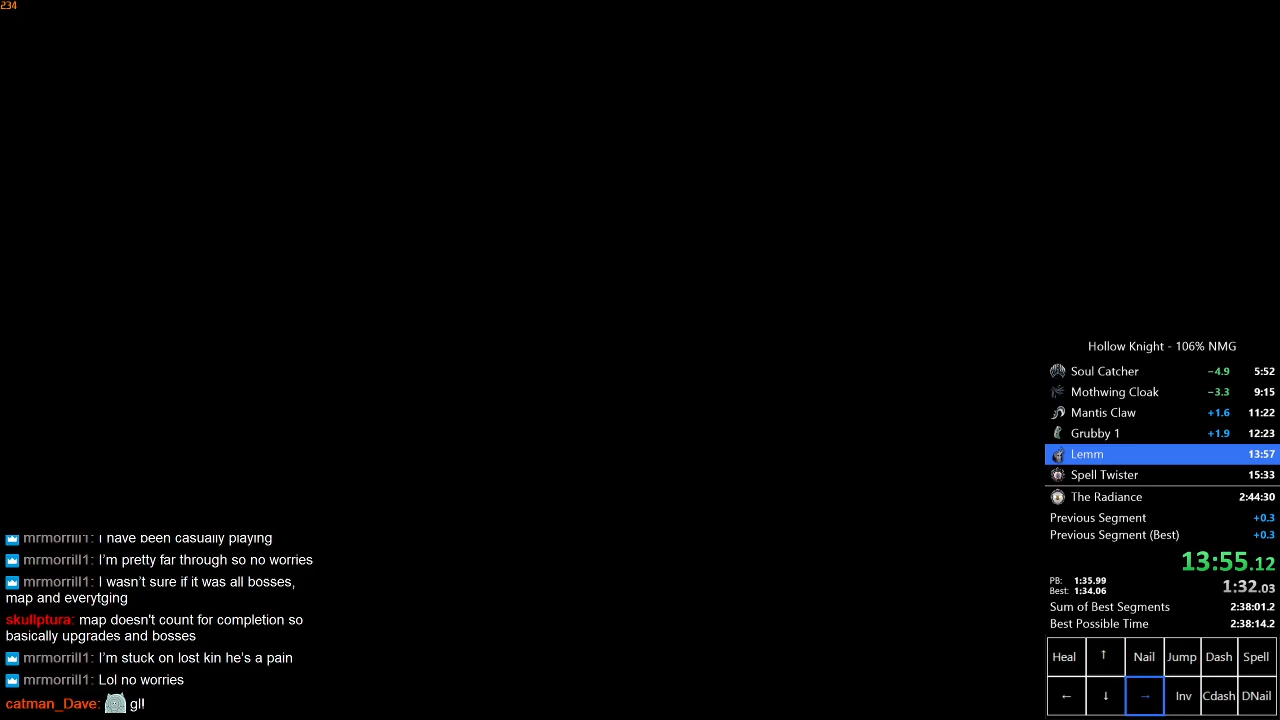 234
Hollow Knight - 106% NMG
Soul Catcher −4.9 5:52
Mothwing Cloak −3.3 9:15
Mantis Claw +1.6 11:22
Grubby 1 +1.9 12:23
Lemm 13:57
Spell Twister 15:33
The Radiance 2:44:30
Previous Segment +0.3
Previous Segment (Best) +0.3
13:55.12
PB: 1:35.99
Best: 1:34.06
1:32.03
Sum of Best Segments 2:38:01.2
Best Possible Time 2:38:14.2
Heal ↑ Nail Jump Dash Spell
← ↓ → Inv Cdash DNail
mrmorrill1: I have been casually playing
mrmorrill1: I’m pretty far through so no worries
mrmorrill1: I wasn’t sure if it was all bosses,
map and everytging
skullptura: map doesn't count for completion so
basically upgrades and bosses
mrmorrill1: I’m stuck on lost kin he’s a pain
mrmorrill1: Lol no worries
catman_Dave: gl!